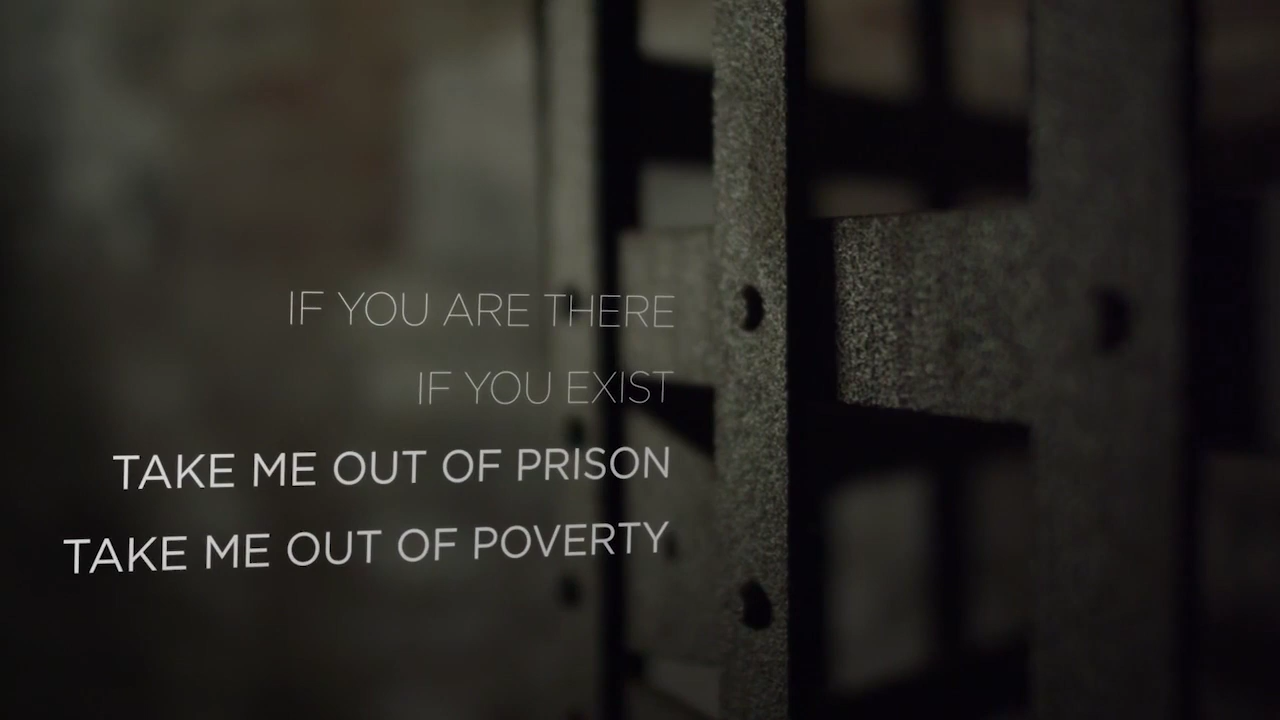 IF YOU ARE THERE
IF YOU EXIST
TAKE ME OUT OF PRISON
TAKE ME OUT OF POVERTY